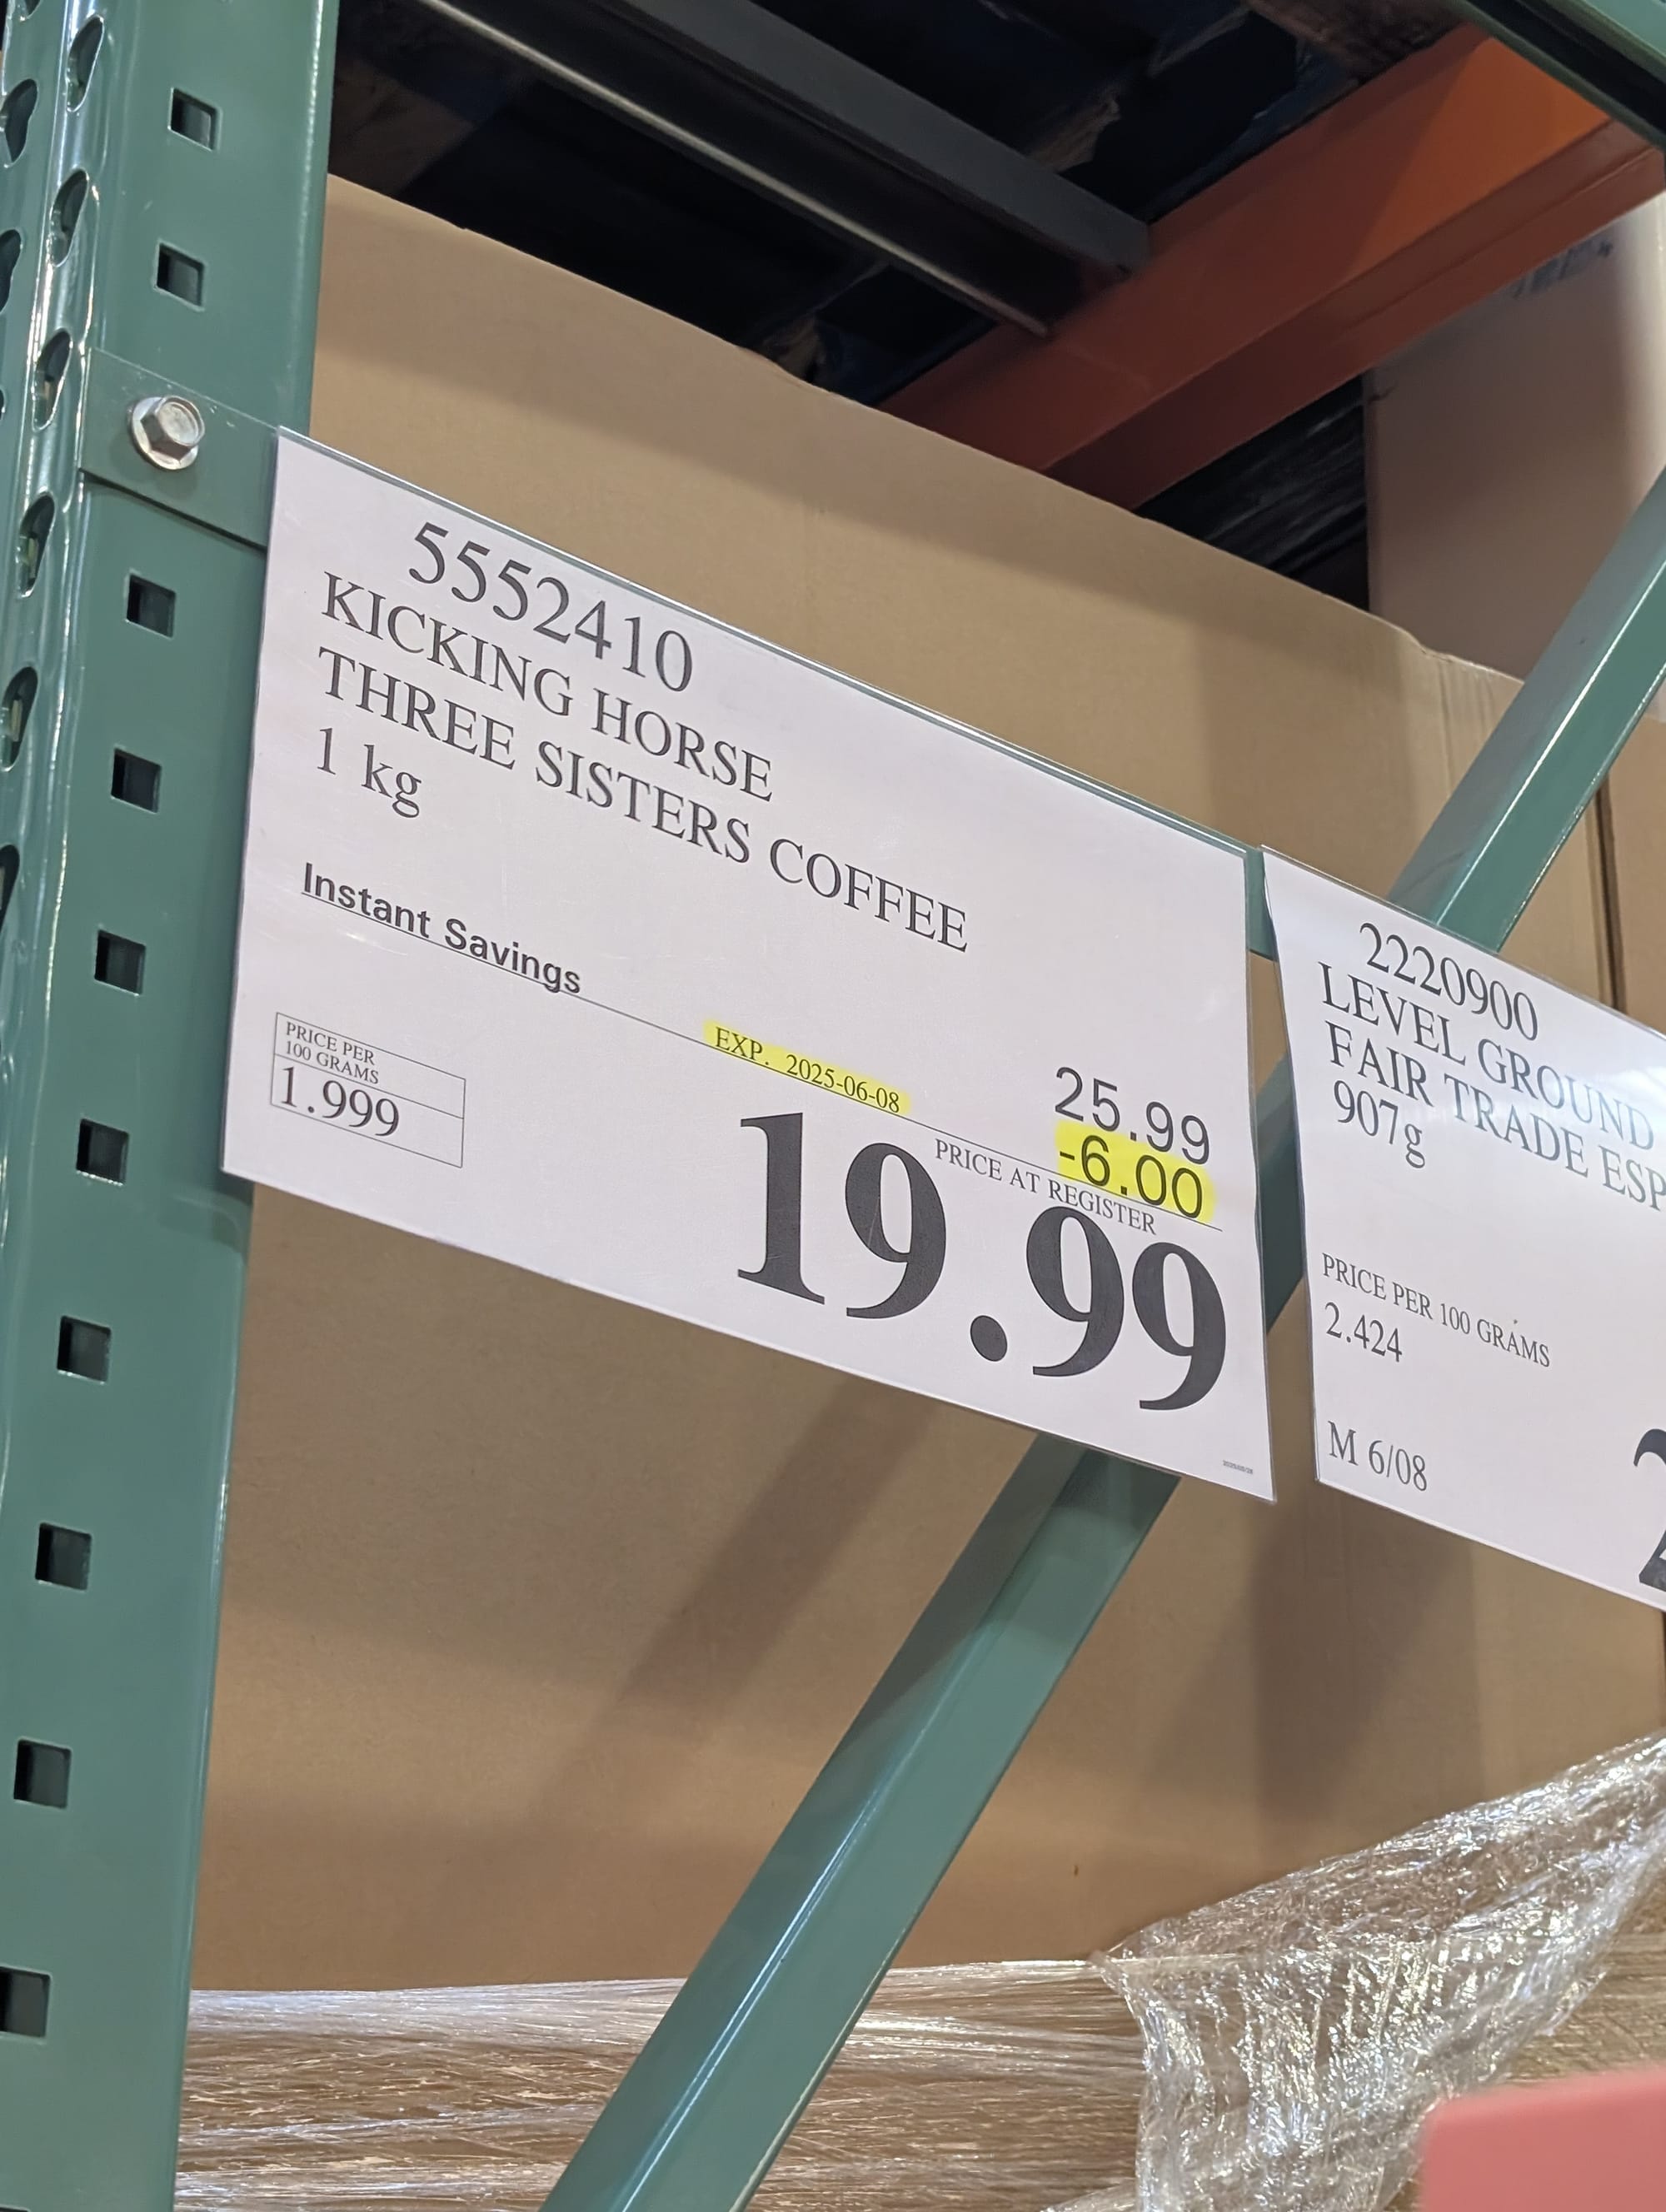 5552410
KICKING HORSE
THREE SISTERS COFFEE
1 kg
Instant Savings
PRICE PER
100 GRAMS
1.999
EXP. 2025-06-08
25.99
-6.00
PRICE AT REGISTER
19.99
2220900
LEVEL GROUND
FAIR TRADE ESP
907g
PRICE PER 100 GRAMS
2.424
M 6/08
2